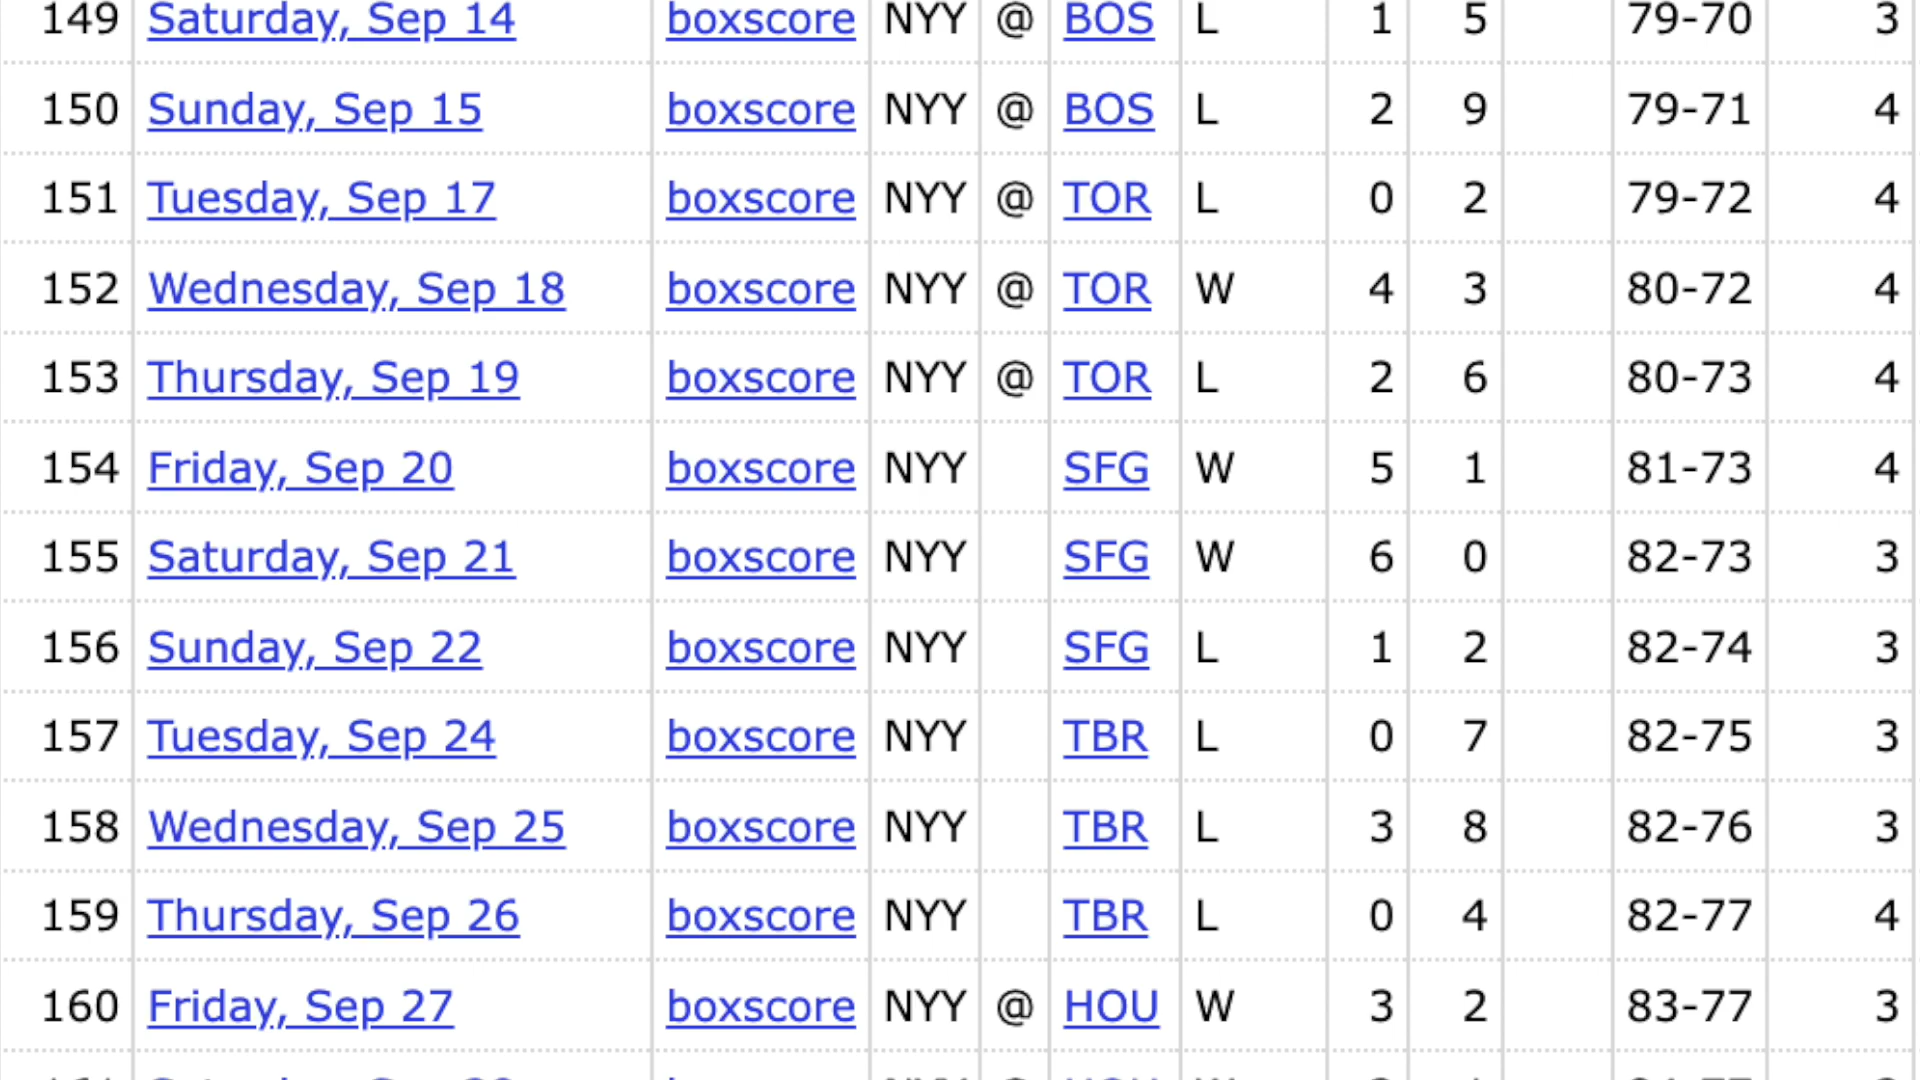 149 Saturday, Sep 14 boxscore NYY @ BOS L 1 5 79-70 3
150 Sunday, Sep 15 boxscore NYY @ BOS L 2 9 79-71 4
151 Tuesday, Sep 17 boxscore NYY @ TOR L 0 2 79-72 4
152 Wednesday, Sep 18 boxscore NYY @ TOR W 4 3 80-72 4
153 Thursday, Sep 19 boxscore NYY @ TOR L 2 6 80-73 4
154 Friday, Sep 20 boxscore NYY SFG W 5 1 81-73 4
155 Saturday, Sep 21 boxscore NYY SFG W 6 0 82-73 3
156 Sunday, Sep 22 boxscore NYY SFG L 1 2 82-74 3
157 Tuesday, Sep 24 boxscore NYY TBR L 0 7 82-75 3
158 Wednesday, Sep 25 boxscore NYY TBR L 3 8 82-76 3
159 Thursday, Sep 26 boxscore NYY TBR L 0 4 82-77 4
160 Friday, Sep 27 boxscore NYY @ HOU W 3 2 83-77 3